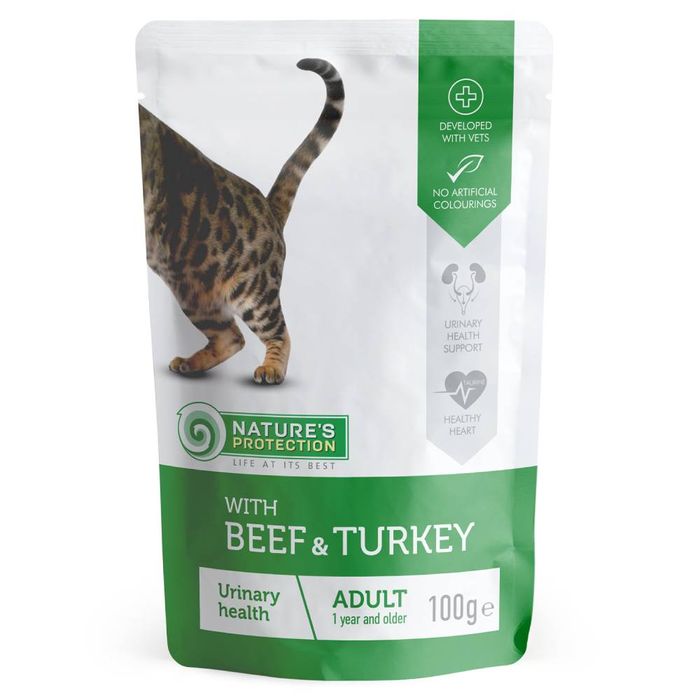 DEVELOPED
WITH VETS
NO ARTIFICIAL
COLOURINGS
URINARY
HEALTH
SUPPORT
TAURINE
HEALTHY
HEART
NATURE'S
PROTECTION
LIFE AT ITS BEST
WITH
BEEF & TURKEY
Urinary
health
ADULT
1 year and older
100g e